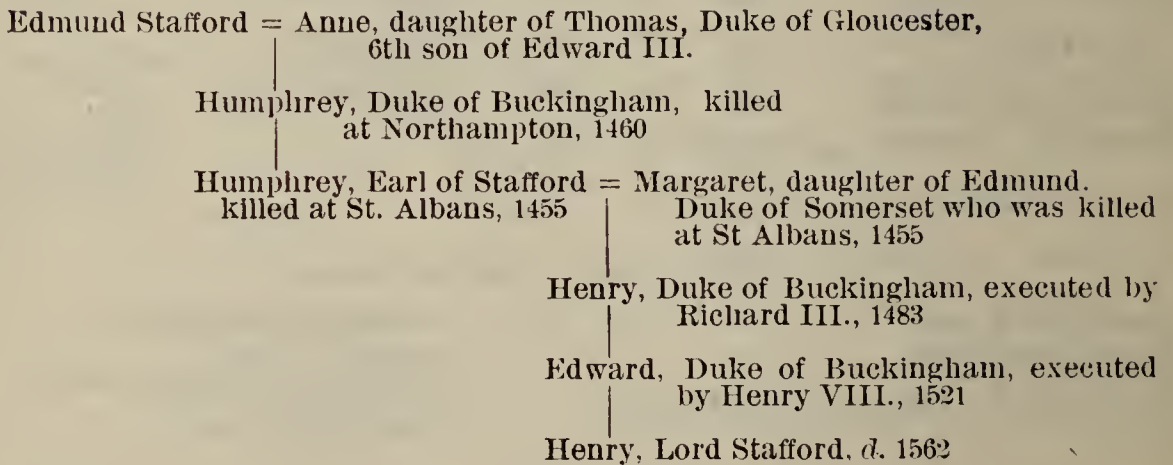 Edmund Stafford = Anne, daughter of Thomas, Duke of Gloucester,
6th son of Edward III.
Humphrey, Duke of Buckingham, killed
at Northampton, 1460
Humphrey, Earl of Stafford = Margaret, daughter of Edmund.
killed at St. Albans, 1455 Duke of Somerset who was killed
at St Albans, 1455
Henry, Duke of Buckingham, executed by
Richard III., 1483
Edward, Duke of Buckingham, executed
by Henry VIII., 1521
Henry, Lord Stafford, d. 1562